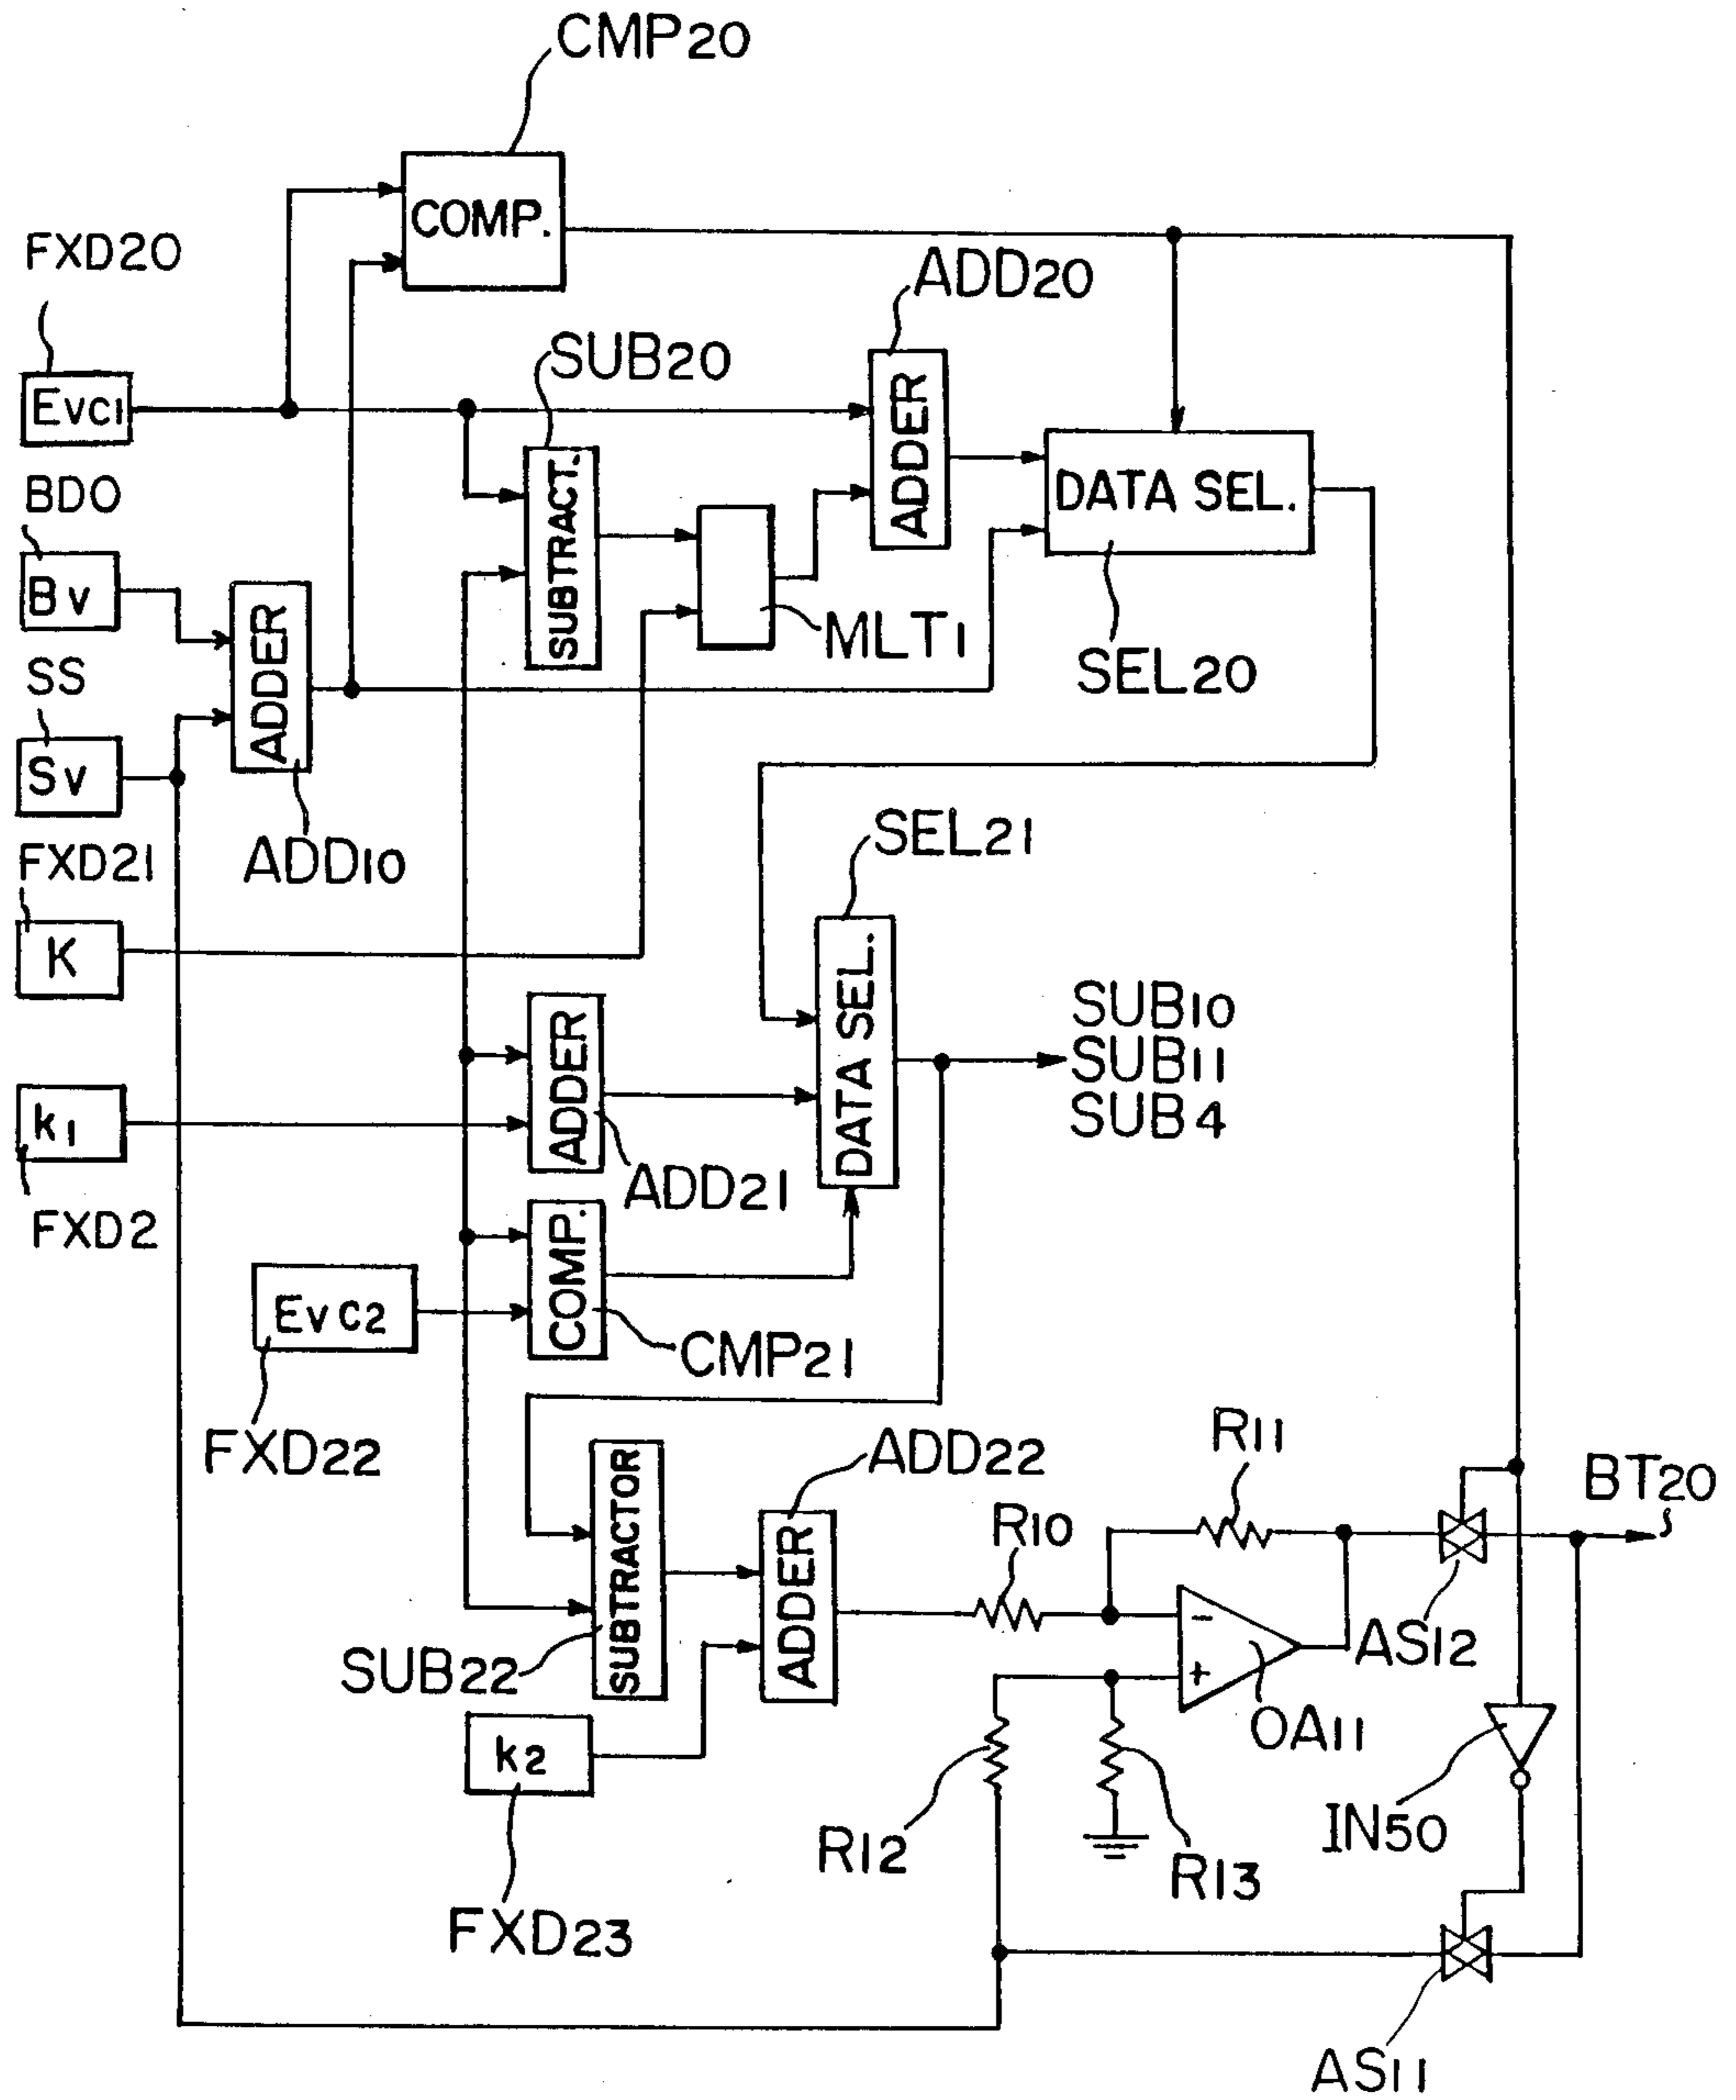 CMP20
COMP.
FXD20
ADD20
SUB20
EVC1
ADDER
SUBTRACT.
DATA SEL.
BDO
BV
ADDER
MLT1
SS
SEL20
SV
SEL21
FXD21
ADD10
K
DATA SEL.
SUB10
ADDER
SUB11
k1
SUB4
ADD21
FXD2
COMP.
EVC2
CMP21
R11
FXD22
ADD22
BT20
SUBTRACTOR
R10
ADDER
-
AS12
SUB22
+
OA11
k2
IN50
R12
R13
FXD23
AS11